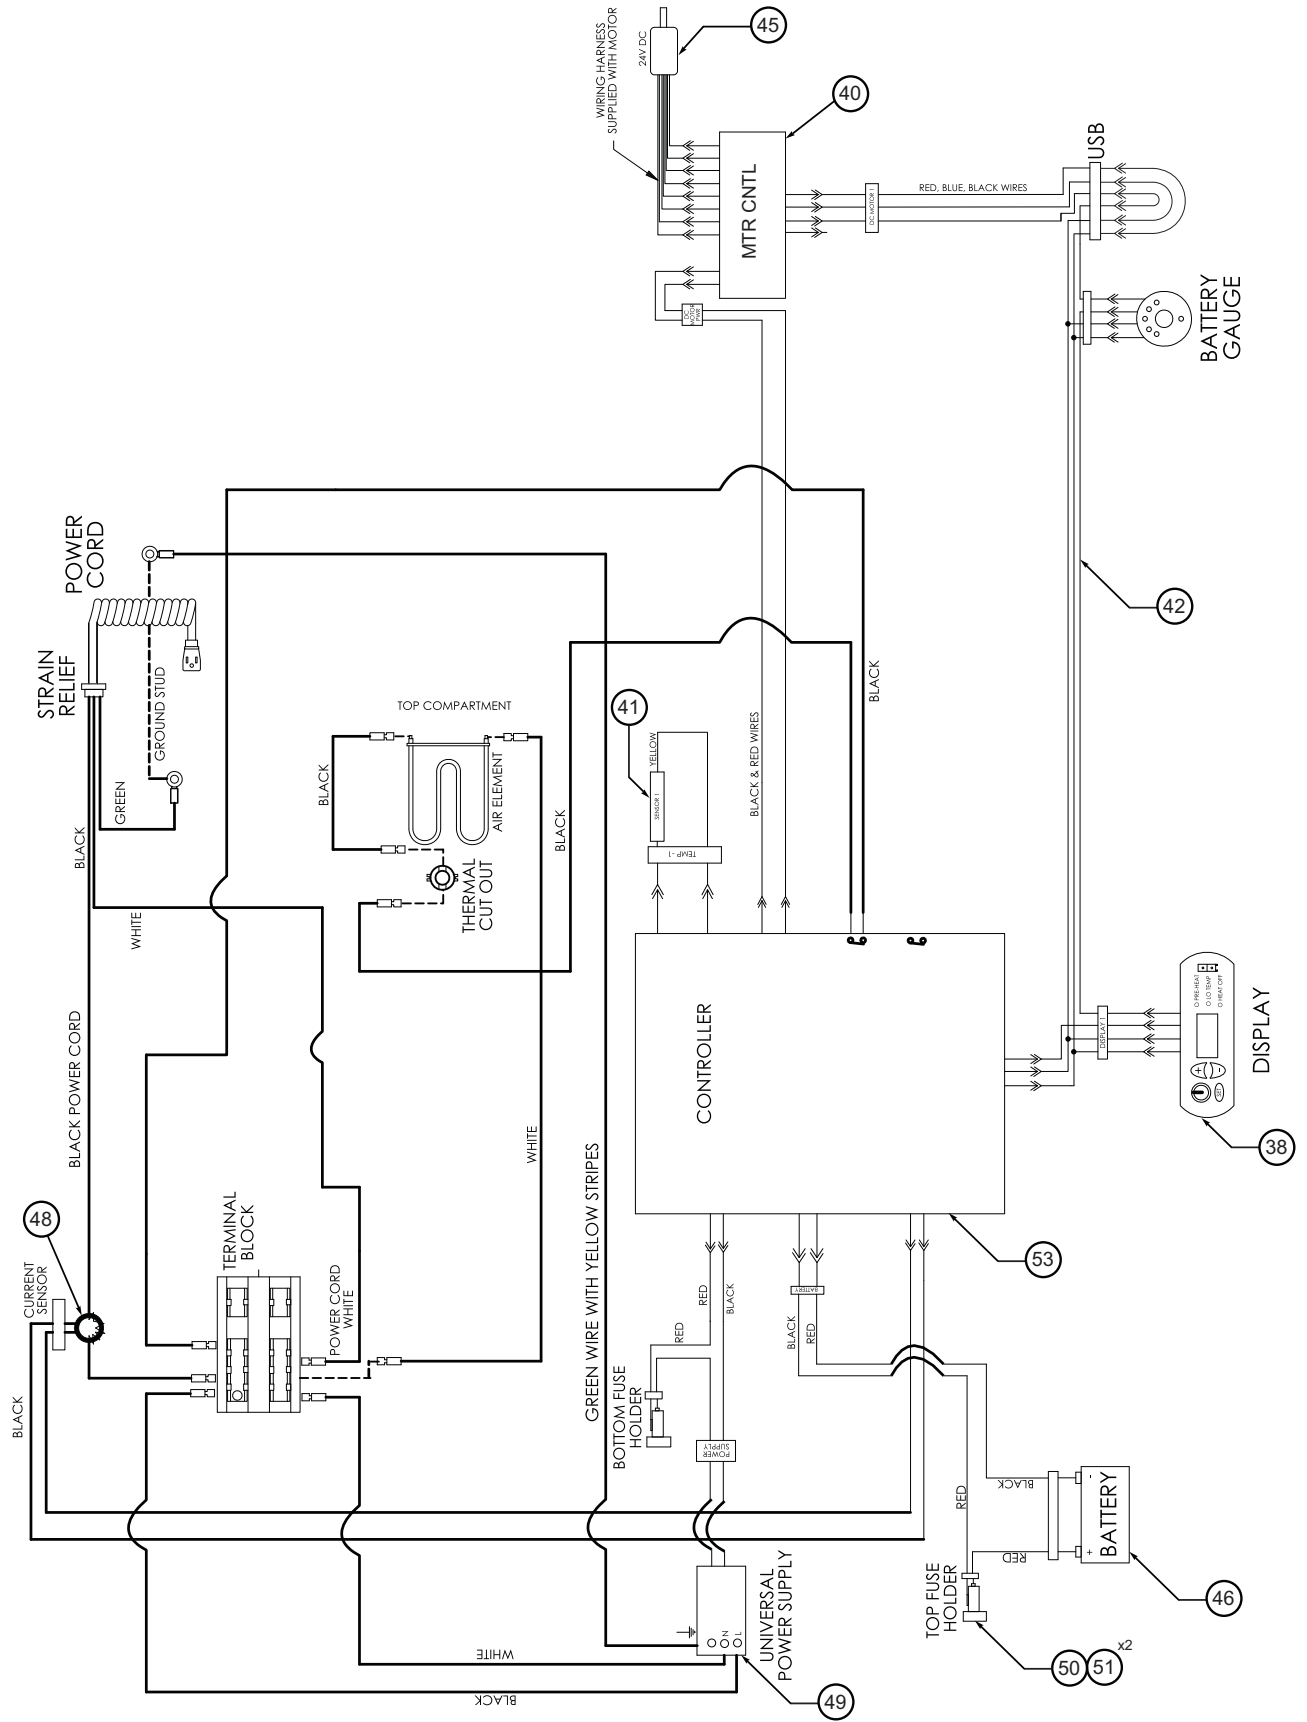 45
24V DC
WIRING HARNESS
SUPPLIED WITH MOTOR
40
MTR CNTL
DC MOTOR 1
RED, BLUE, BLACK WIRES
USB
DC
MOTOR
PWR
BATTERY
GAUGE
POWER
CORD
STRAIN
RELIEF
GROUND STUD
GREEN
BLACK
WHITE
TOP COMPARTMENT
BLACK
AIR ELEMENT
THERMAL
CUT OUT
BLACK
41
YELLOW
SENSOR 1
TEMP-1
BLACK & RED WIRES
BLACK
42
CONTROLLER
BLACK POWER CORD
WHITE
DISPLAY 1
O PRE-HEAT
O LO TEMP
O HEAT OFF
+
-
SET
DISPLAY
38
48
CURRENT
SENSOR
TERMINAL
BLOCK
POWER CORD
WHITE
GREEN WIRE WITH YELLOW STRIPES
53
RED
BLACK
RED
BATTERY
BLACK
RED
BLACK
BOTTOM FUSE
HOLDER
POWER
SUPPLY
RED
BLACK
RED
-
+
BATTERY
46
TOP FUSE
HOLDER
50
51
x2
UNIVERSAL
POWER SUPPLY
N
L
WHITE
BLACK
49